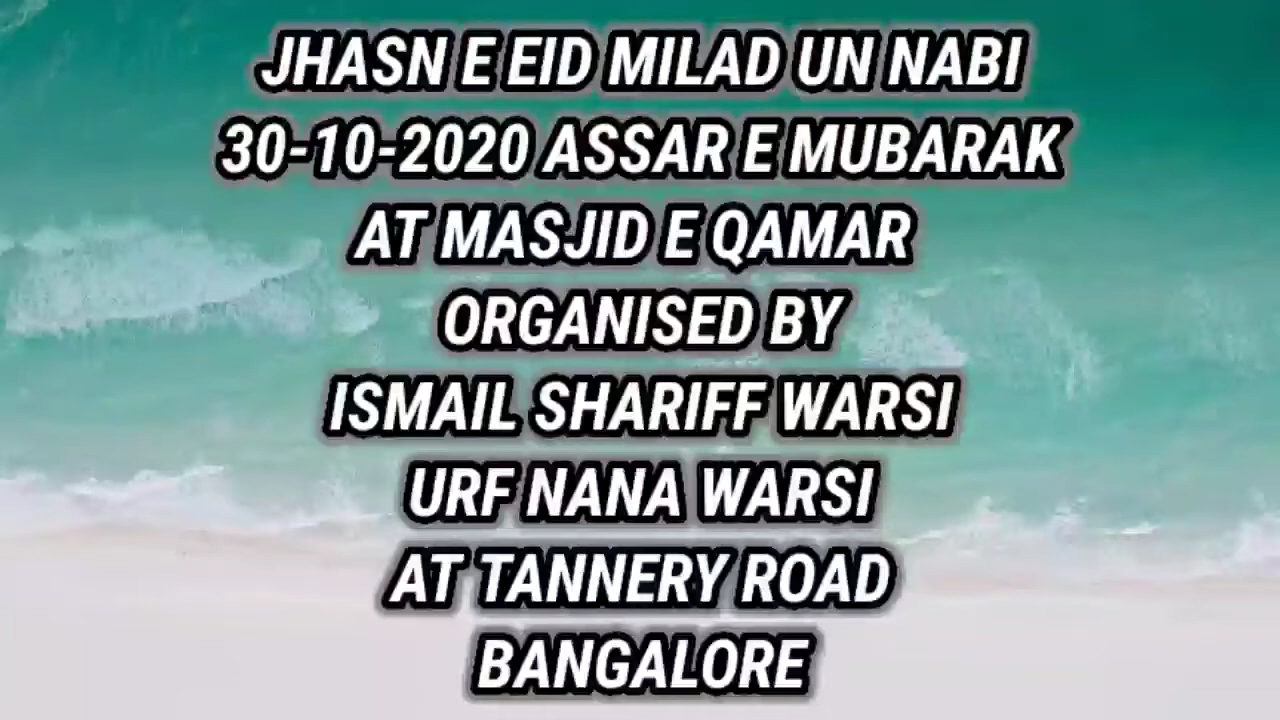 JHASN E EID MILAD UN NABI
30-10-2020 ASSAR E MUBARAK
AT MASJID E QAMAR
ORGANISED BY
ISMAIL SHARIFF WARSI
URF NANA WARSI
AT TANNERY ROAD
BANGALORE